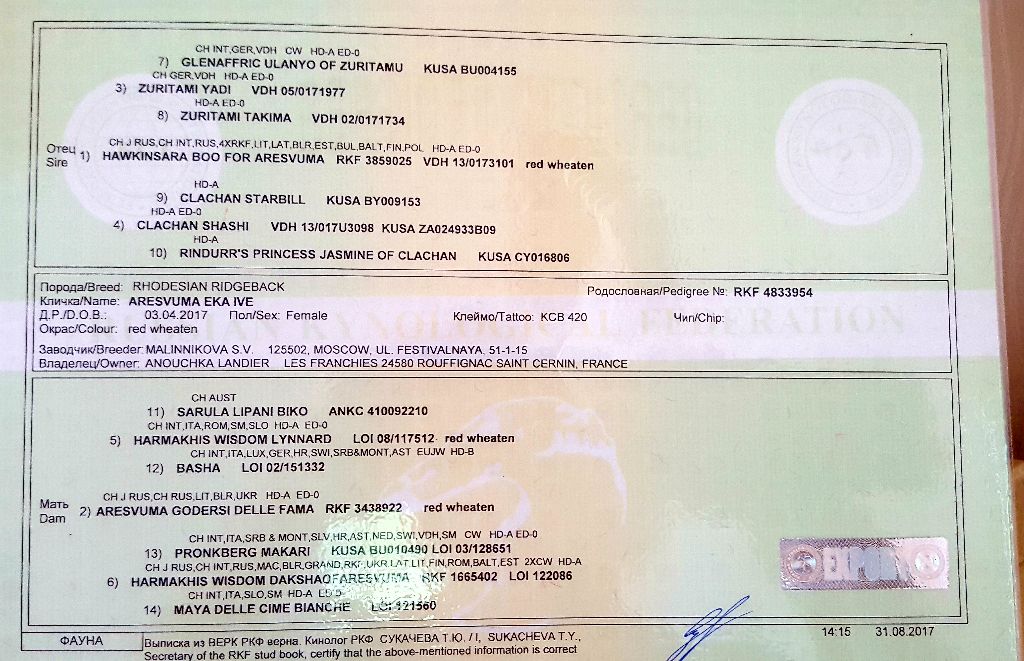 CH INT,GER,VDH CW HD-A ED-0
7) GLENAFFRIC ULANYO OF ZURITAMU KUSA BU004155
CH GER,VDH HD-A ED-0
3) ZURITAMI YADI VDH 05/0171977
HD-A ED-0
8) ZURITAMI TAKIMA VDH 02/0171734
CH J RUS,CH INT,RUS,4XRKF,LIT,LAT,BLR,EST,BUL,BALT,FIN,POL HD-A ED-0
Отец Sire 1) HAWKINSARA BOO FOR ARESVUMA RKF 3859025 VDH 13/0173101 red wheaten
HD-A
9) CLACHAN STARBILL KUSA BY009153
HD-A ED-0
4) CLACHAN SHASHI VDH 13/017U3098 KUSA ZA024933B09
HD-A
10) RINDURR'S PRINCESS JASMINE OF CLACHAN KUSA CY016806
Порода/Breed: RHODESIAN RIDGEBACK Родословная/Pedigree №: RKF 4833954
Кличка/Name: ARESVUMA EKA IVE
Д.Р./D.O.B.: 03.04.2017 Пол/Sex: Female Клеймо/Tattoo: KCB 420 Чип/Chip:
Окрас/Colour: red wheaten
KYNOLOGICAL FEDERATION
Заводчик/Breeder: MALINNIKOVA S.V. 125502, MOSCOW, UL. FESTIVALNAYA, 51-1-15
Владелец/Owner: ANOUCHKA LANDIER LES FRANCHIES 24580 ROUFFIGNAC SAINT CERNIN, FRANCE
CH AUST
11) SARULA LIPANI BIKO ANKC 410092210
CH INT,ITA,ROM,SM,SLO HD-A ED-0
5) HARMAKHIS WISDOM LYNNARD LOI 08/117512 red wheaten
CH INT,ITA,LUX,GER,HR,SWI,SRB&MONT,AST EUJW HD-B
12) BASHA LOI 02/151332
CH J RUS,CH RUS,LIT,BLR,UKR HD-A ED-0
Мать Dam 2) ARESVUMA GODERSI DELLE FAMA RKF 3438922 red wheaten
CH INT,ITA,SRB & MONT,SLV,HR,AST,NED,SWI,VDH,SM CW HD-A ED-0
13) PRONKBERG MAKARI KUSA BU010490 LOI 03/128651
CH J RUS,CH INT,RUS,MAC,BLR,GRAND,RKF,UKR,LAT,LIT,FIN,ROM,BALT,EST 2XCW HD-A
6) HARMAKHIS WISDOM DAKSHAOFARESVUMA RKF 1665402 LOI 122086
CH INT,ITA,SLO,SM HD-A ED-0
14) MAYA DELLE CIME BIANCHE LOI 121560
EXPORT
14:15 31.08.2017
ФАУНА
Выписка из ВЕРК РКФ верна. Кинолог РКФ СУКАЧЕВА Т.Ю. / I, SUKACHEVA T.Y.,
Secretary of the RKF stud book, certify that the above-mentioned information is correct